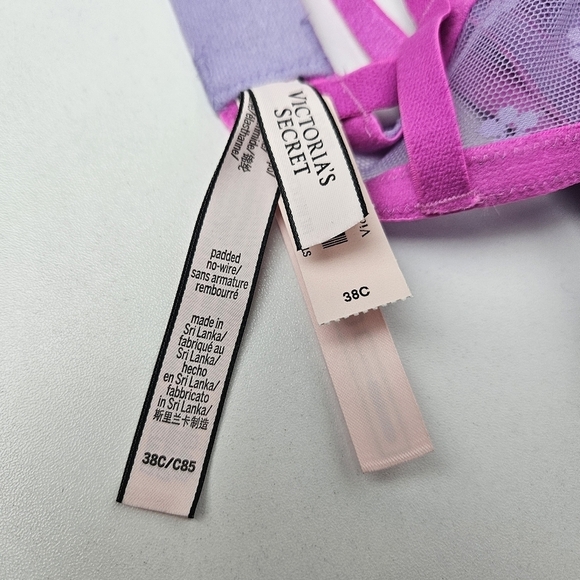 VICTORIA'S
SECRET
élasthanne/
padded
no-wire/
sans armature
rembourré
made in
Sri Lanka/
fabriqué au
Sri Lanka/
hecho
en Sri Lanka/
fabbricato
in Sri Lanka/
斯里兰卡制造
38C/C85
38C